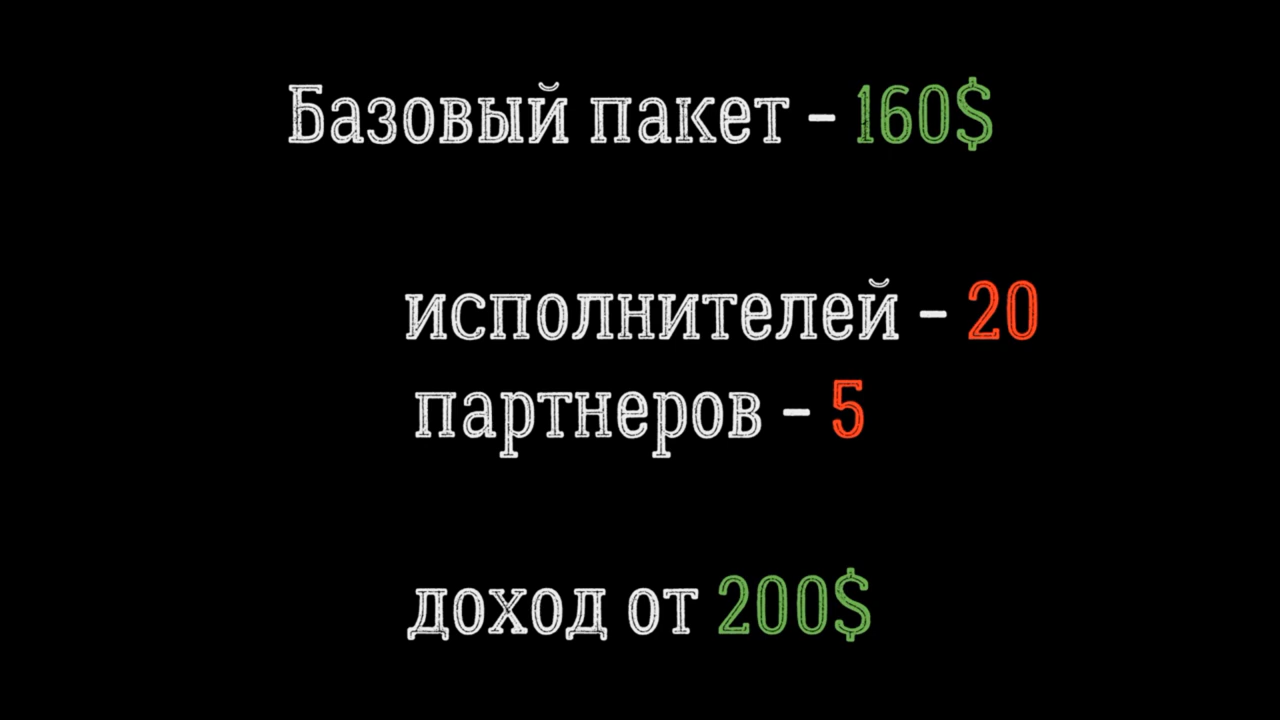 Базовый пакет - 160$
исполнителей - 20
партнеров - 5
доход от 200$